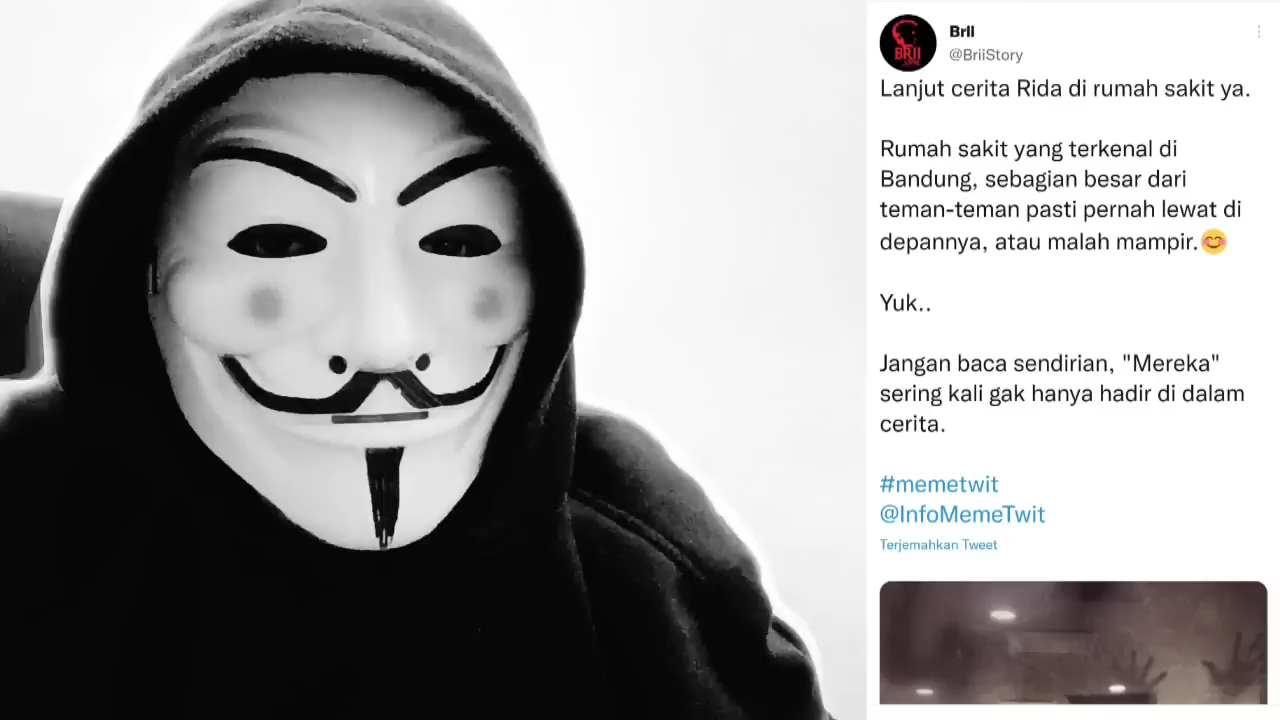 BRII
STORY
BrII
@BriiStory
Lanjut cerita Rida di rumah sakit ya.
Rumah sakit yang terkenal di
Bandung, sebagian besar dari
teman-teman pasti pernah lewat di
depannya, atau malah mampir.😊
Yuk..
Jangan baca sendirian, "Mereka"
sering kali gak hanya hadir di dalam
cerita.
#memetwit
@InfoMemeTwit
Terjemahkan Tweet